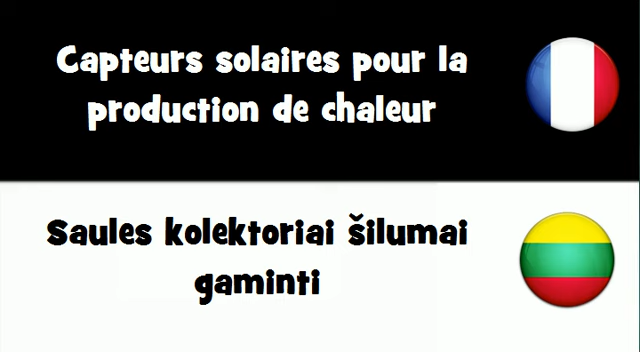 Capteurs solaires pour la
production de chaleur
Saules kolektoriai šilumai
gaminti